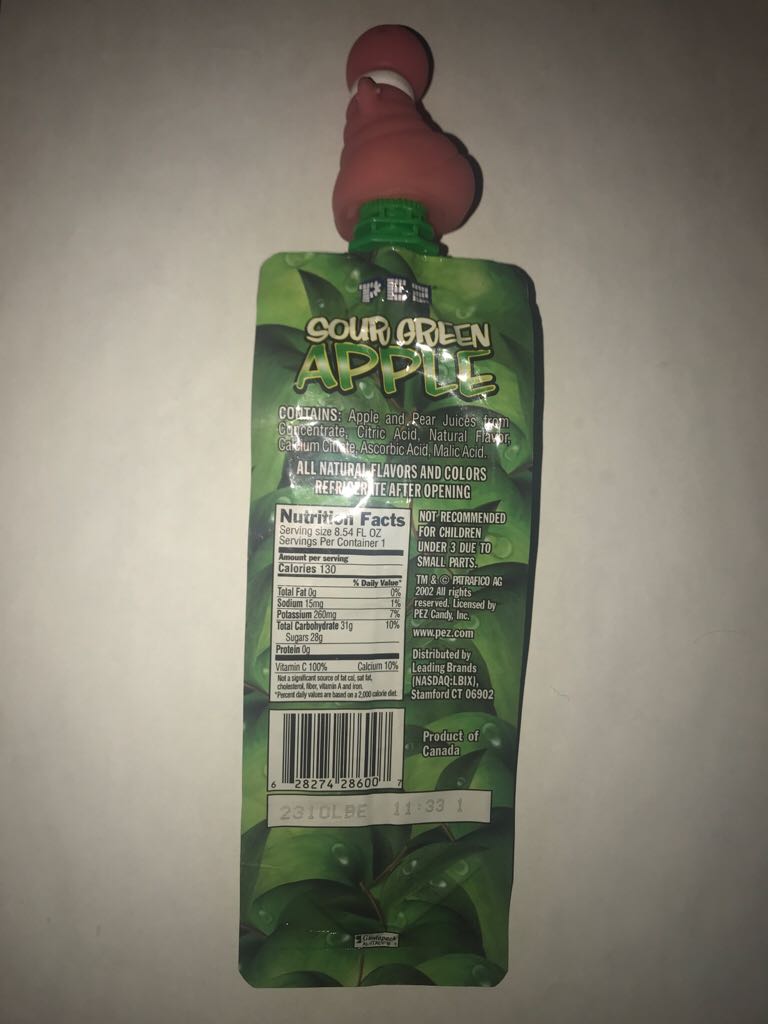 PEZ
SOUR GREEN
APPLE
CONTAINS: Apple and Pear Juices from
Concentrate, Citric Acid, Natural Flavor,
Calcium Citrate, Ascorbic Acid, Malic Acid.
ALL NATURAL FLAVORS AND COLORS
REFRIGERATE AFTER OPENING
Nutrition Facts
Serving size 8.54 FL OZ
Servings Per Container 1
Amount per serving
Calories 130
% Daily Value*
Total Fat 0g 0%
Sodium 15mg 1%
Potassium 260mg 7%
Total Carbohydrate 31g 10%
Sugars 28g
Protein 0g
Vitamin C 100% Calcium 10%
Not a significant source of fat cal, sat fat,
cholesterol, fiber, vitamin A and iron.
*Percent daily values are based on a 2,000 calorie diet.
NOT RECOMMENDED
FOR CHILDREN
UNDER 3 DUE TO
SMALL PARTS.
TM & © PATRAFICO AG
2002 All rights
reserved. Licensed by
PEZ Candy, Inc.
www.pez.com
Distributed by
Leading Brands
(NASDAQ:LBIX),
Stamford CT 06902
Product of
Canada
6 28274 28600 7
2310LBE 11:33 1
Gualapack